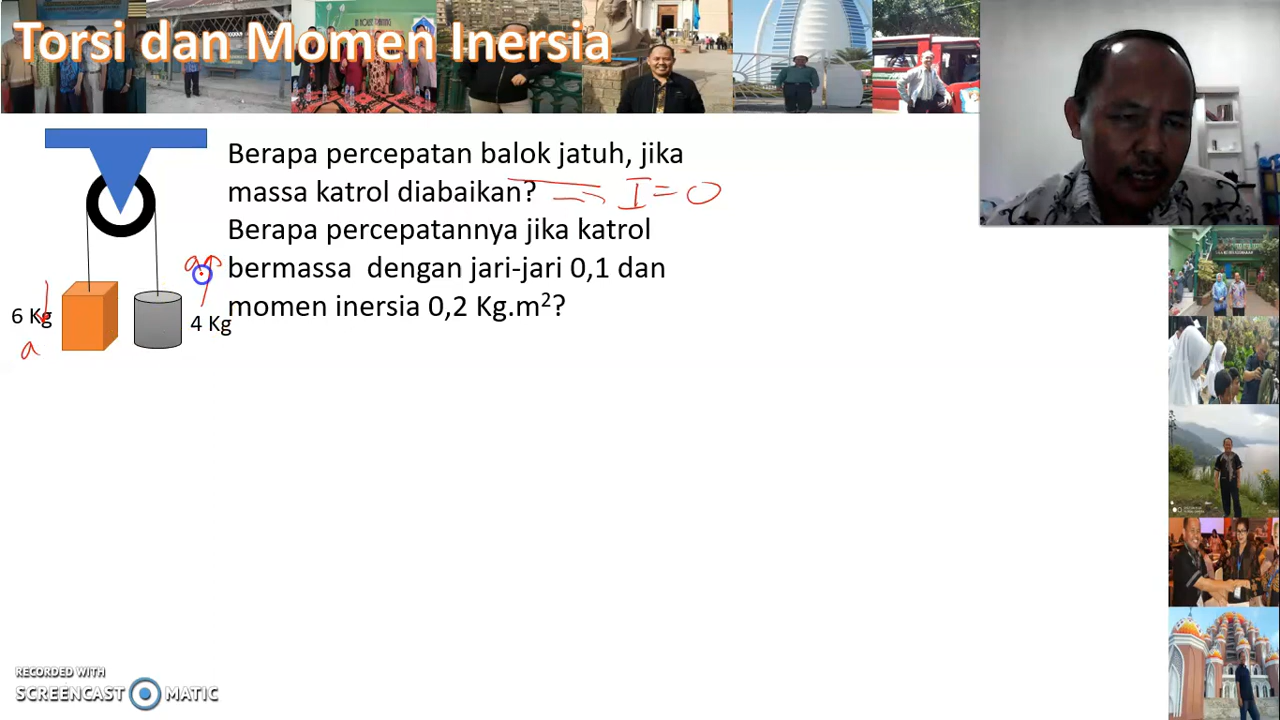 Torsi dan Momen Inersia
Berapa percepatan balok jatuh, jika
massa katrol diabaikan? I = 0
Berapa percepatannya jika katrol
bermassa dengan jari-jari 0,1 dan
momen inersia 0,2 Kg.m²?
6 Kg
a
a
4 Kg
RECORDED WITH
SCREENCAST MATIC